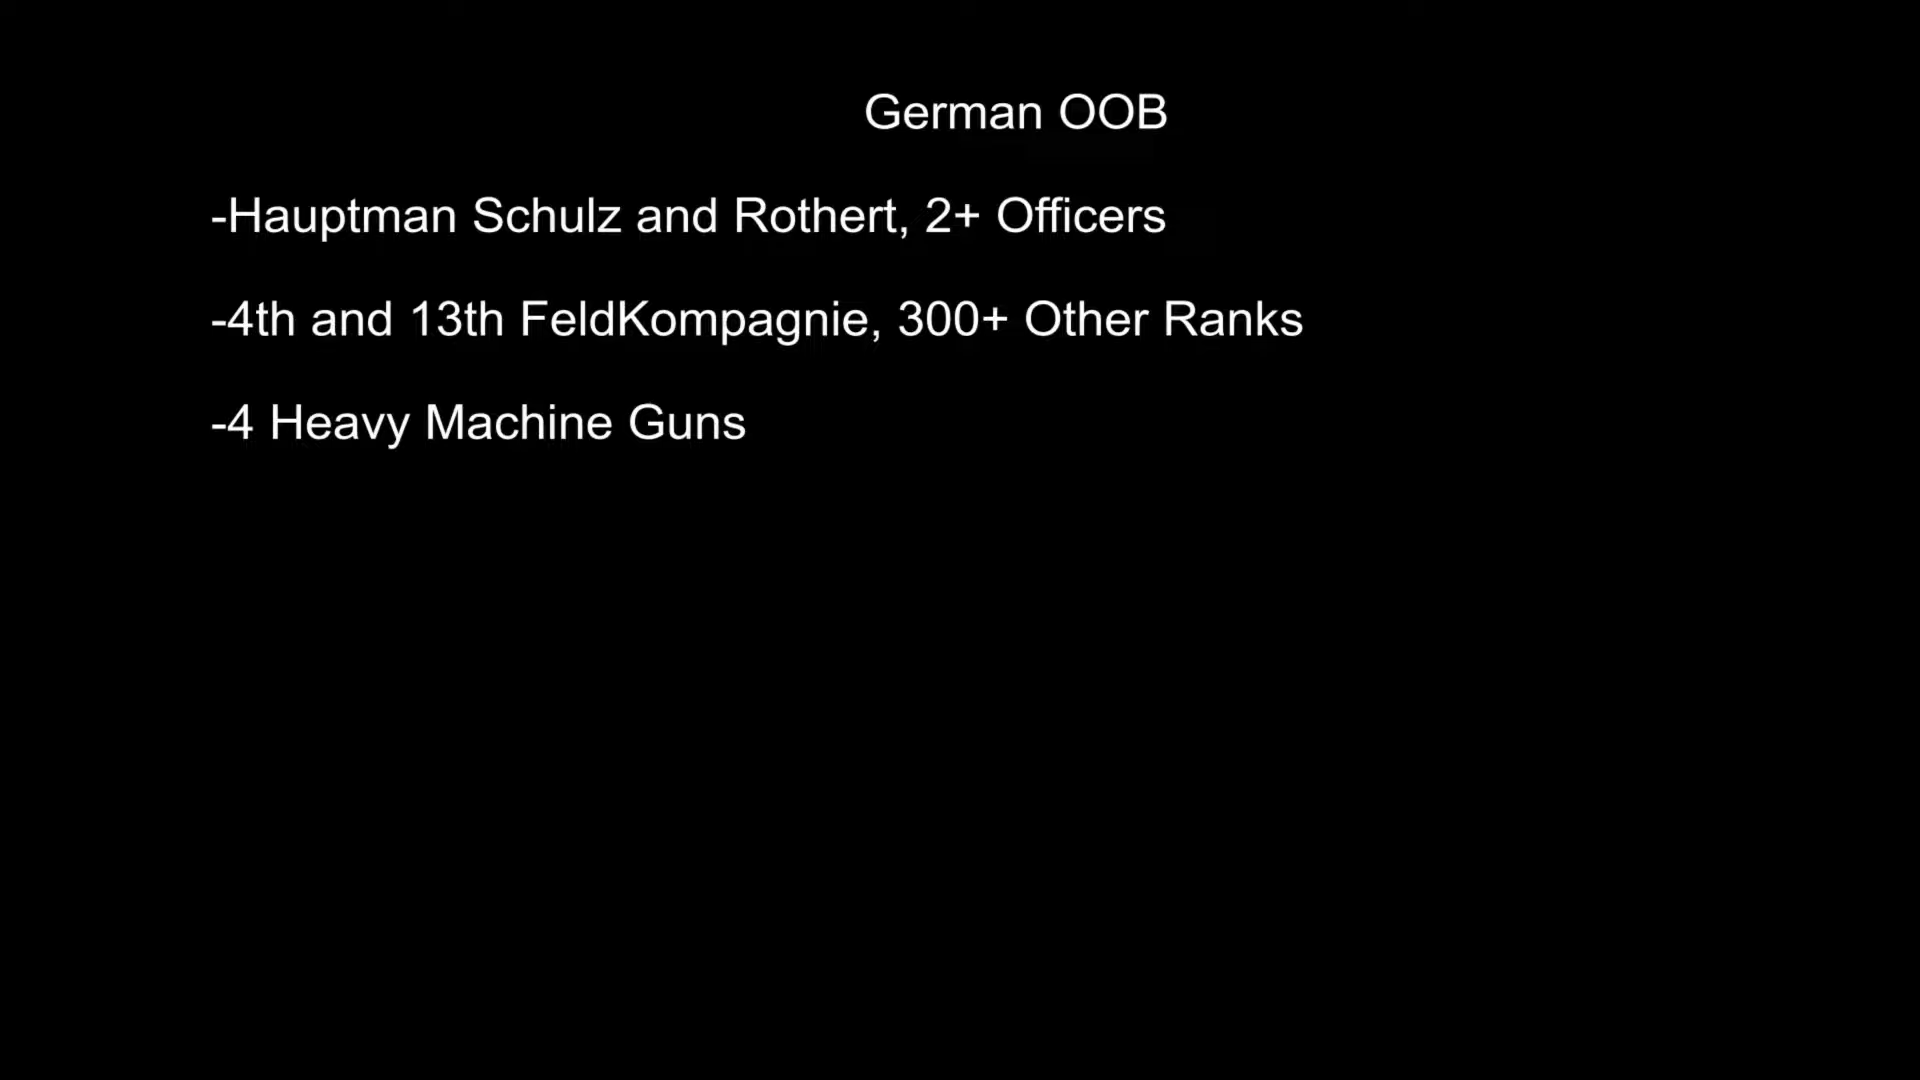 German OOB
-Hauptman Schulz and Rothert, 2+ Officers
-4th and 13th FeldKompagnie, 300+ Other Ranks
-4 Heavy Machine Guns